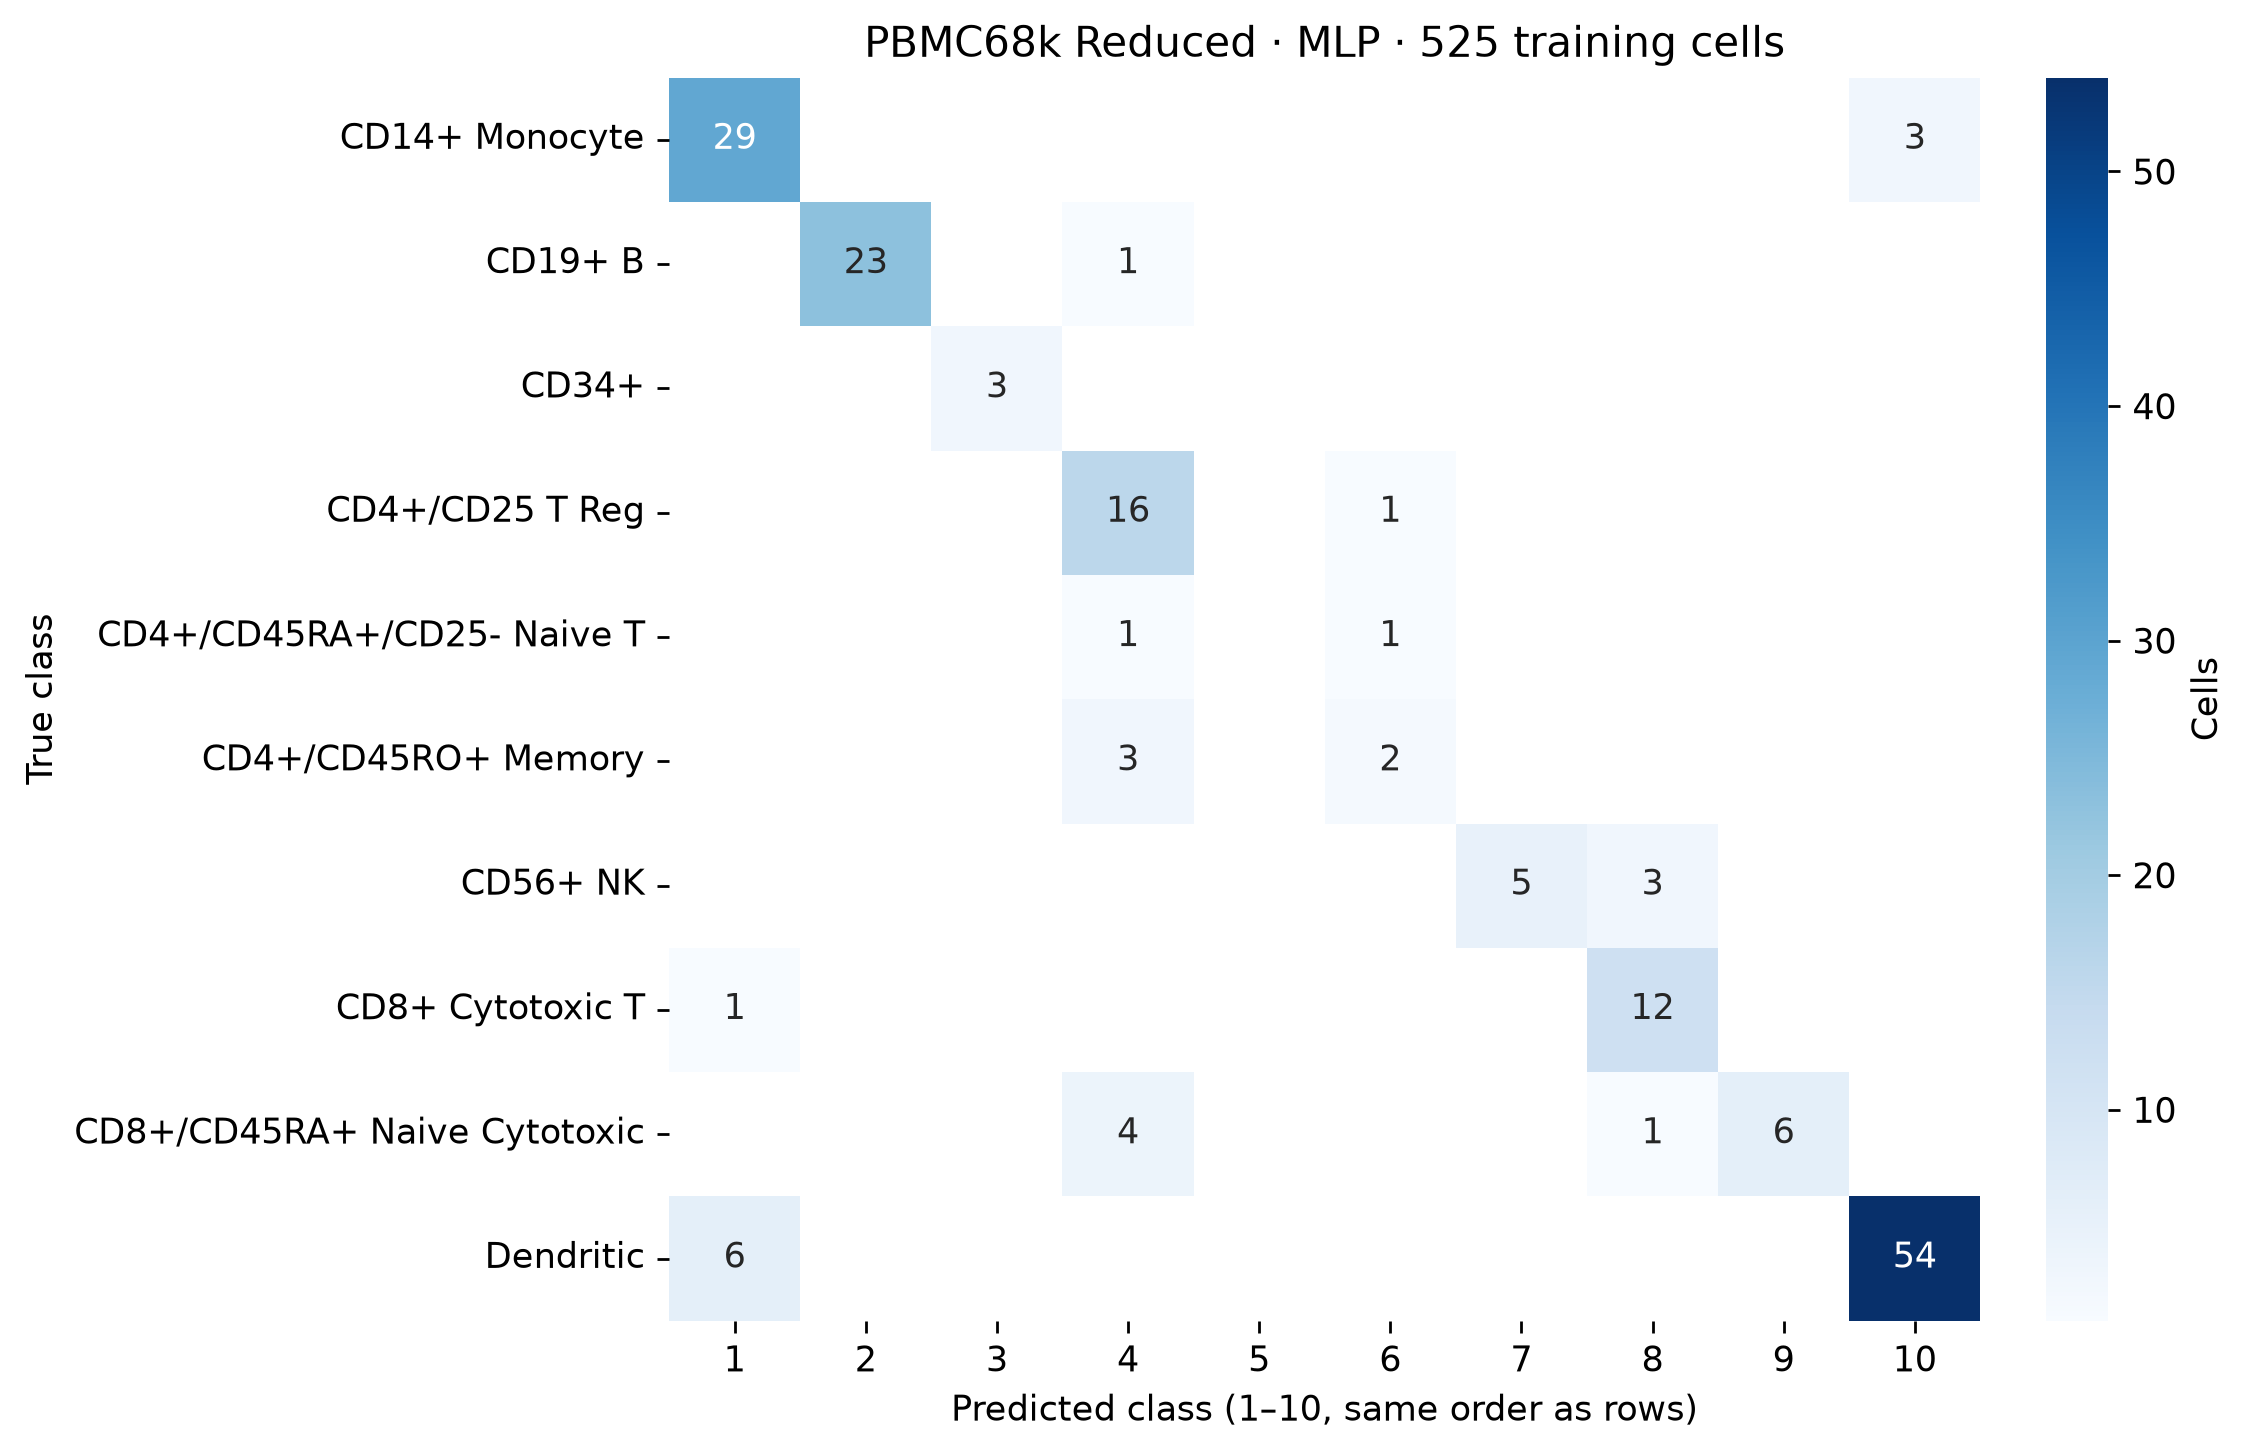 PBMC68k Reduced · MLP · 525 training cells
True class
CD14+ Monocyte 29 3
CD19+ B 23 1
CD34+ 3
CD4+/CD25 T Reg 16 1
CD4+/CD45RA+/CD25- Naive T 1 1
CD4+/CD45RO+ Memory 3 2
CD56+ NK 5 3
CD8+ Cytotoxic T 1 12
CD8+/CD45RA+ Naive Cytotoxic 4 1 6
Dendritic 6 54
1 2 3 4 5 6 7 8 9 10
Predicted class (1–10, same order as rows)
50
40
30
20
10
Cells